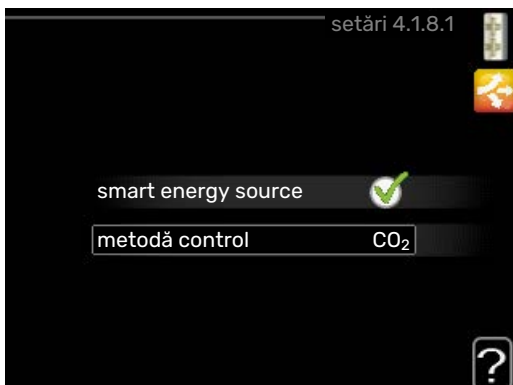 setări 4.1.8.1
smart energy source
metodă control CO₂
?